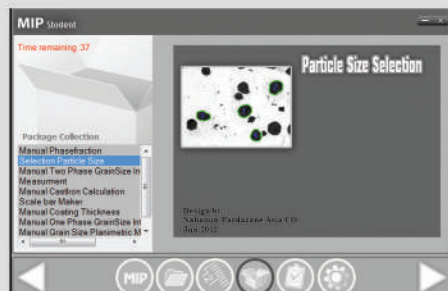 MIP Student
Time remaining :37
Package Collection
Manual Phasefraction
Selection Particle Size
Manual Two Phase GrainSize In
Measurment
Manual CastIron Calculation
Scale bar Maker
Manual Coating Thickness
Manual One Phase GrainSize Int
Manual Grain Size Planimetric M
Particle Size Selection
Design by:
Nahamin Pardazane Asia CO.
Jun 2012
MIP